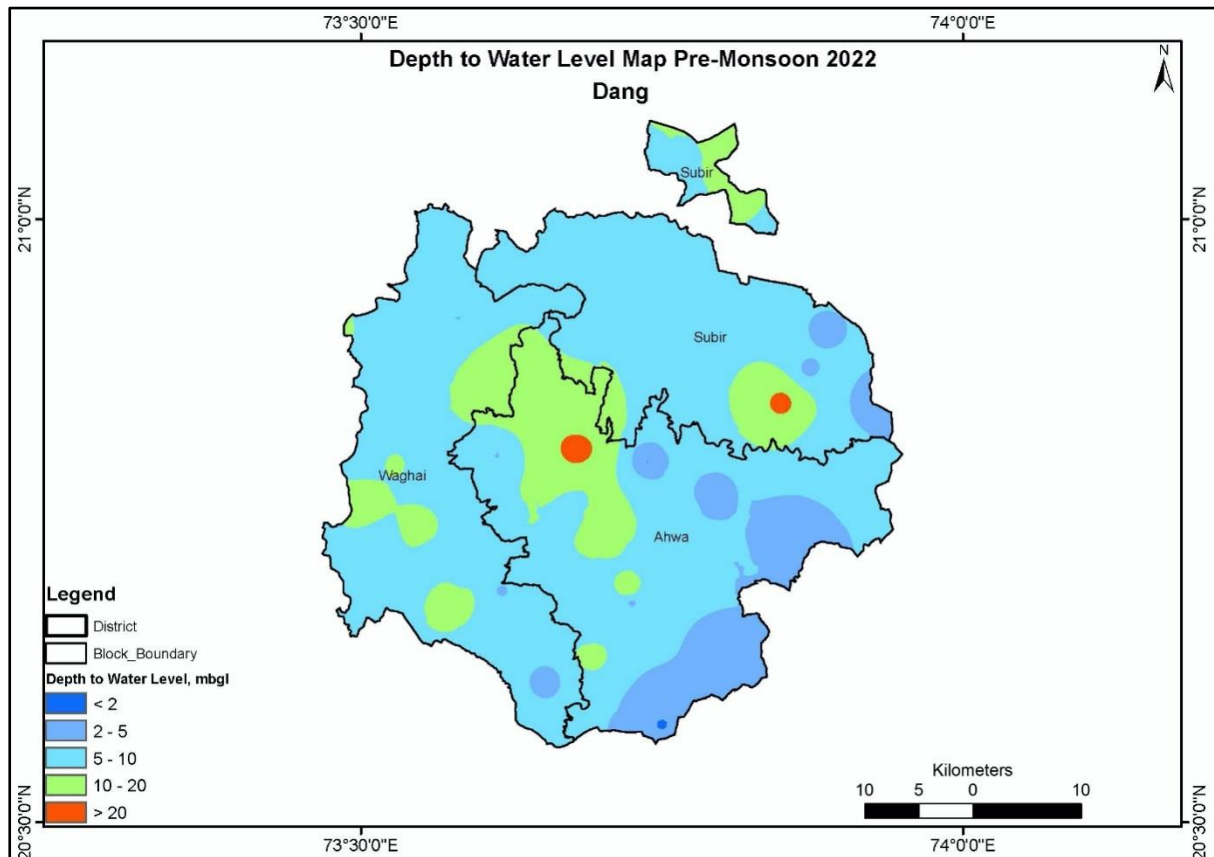 73°30'0"E 74°0'0"E
Depth to Water Level Map Pre-Monsoon 2022
Dang
N
Subir
21°0'0"N 21°0'0"N
Subir
Waghai
Ahwa
Legend
District
Block_Boundary
Depth to Water Level, mbgl
< 2
2 - 5
5 - 10
10 - 20
> 20
Kilometers
10 5 0 10
20°30'0"N 20°30'0"N
73°30'0"E 74°0'0"E